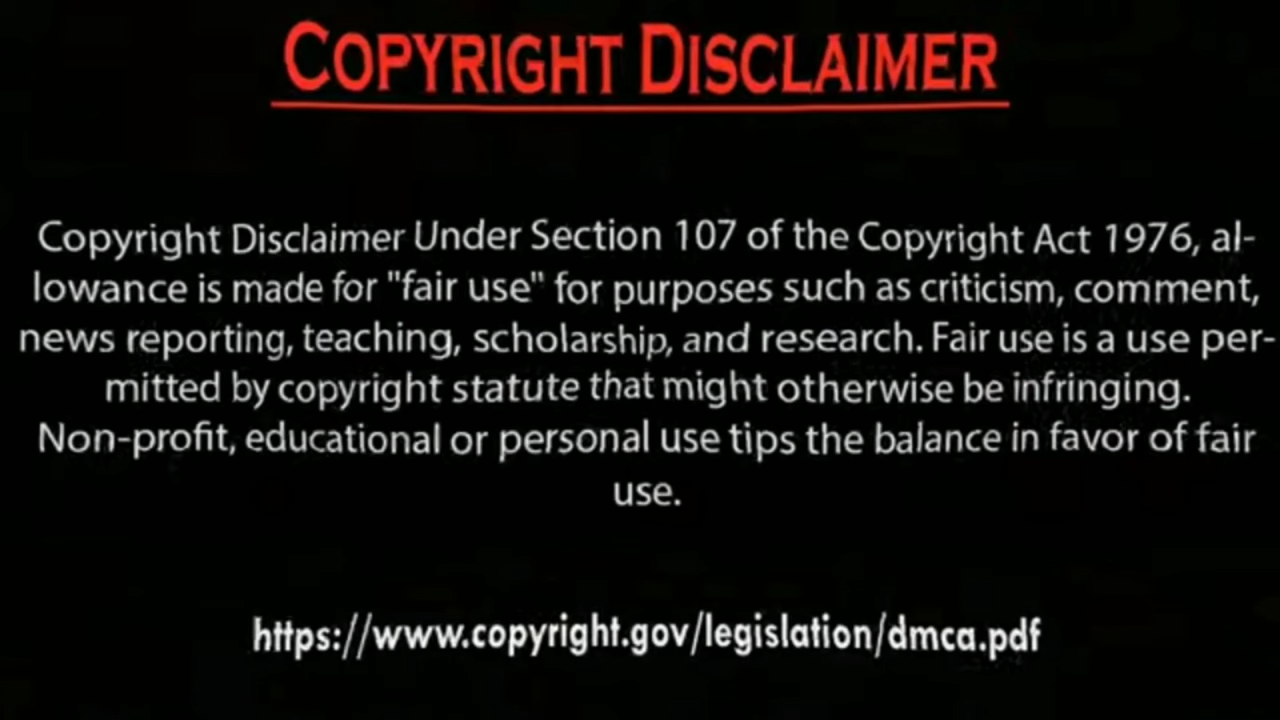 COPYRIGHT DISCLAIMER
Copyright Disclaimer Under Section 107 of the Copyright Act 1976, al-
lowance is made for "fair use" for purposes such as criticism, comment,
news reporting, teaching, scholarship, and research. Fair use is a use per-
mitted by copyright statute that might otherwise be infringing.
Non-profit, educational or personal use tips the balance in favor of fair
use.
https://www.copyright.gov/legislation/dmca.pdf